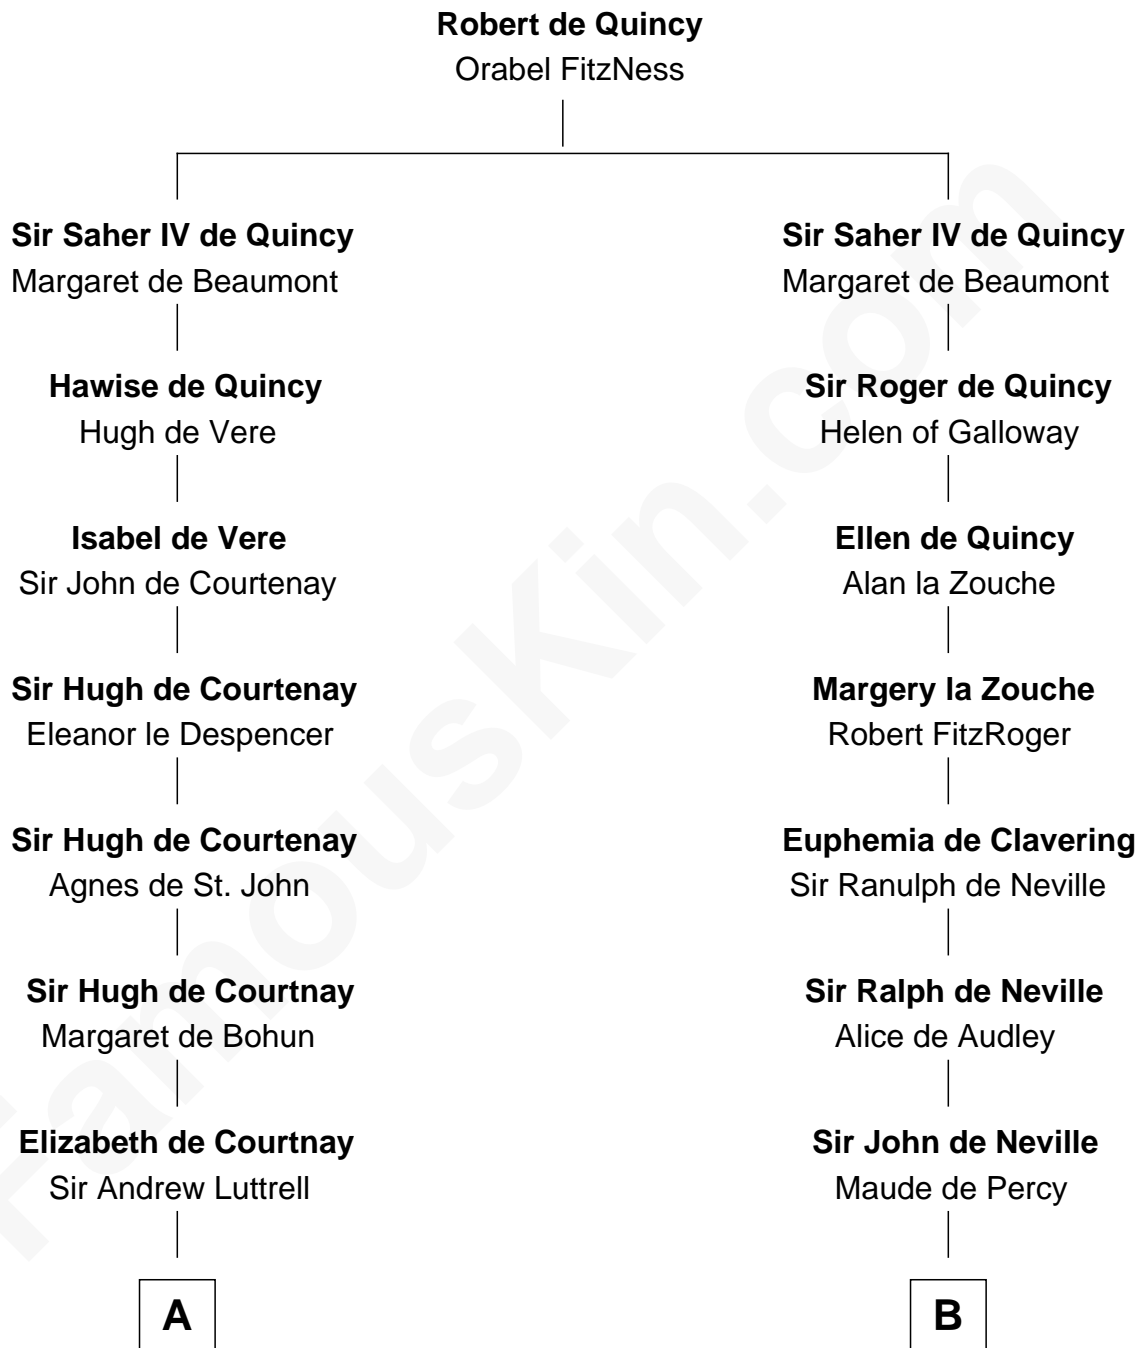 Robert de Quincy
Orabel FitzNess
Sir Saher IV de Quincy
Margaret de Beaumont
Hawise de Quincy
Hugh de Vere
Isabel de Vere
Sir John de Courtenay
Sir Hugh de Courtenay
Eleanor le Despencer
Sir Hugh de Courtenay
Agnes de St. John
Sir Hugh de Courtnay
Margaret de Bohun
Elizabeth de Courtnay
Sir Andrew Luttrell
A
Sir Saher IV de Quincy
Margaret de Beaumont
Sir Roger de Quincy
Helen of Galloway
Ellen de Quincy
Alan la Zouche
Margery la Zouche
Robert FitzRoger
Euphemia de Clavering
Sir Ranulph de Neville
Sir Ralph de Neville
Alice de Audley
Sir John de Neville
Maude de Percy
B
FamousKin.com